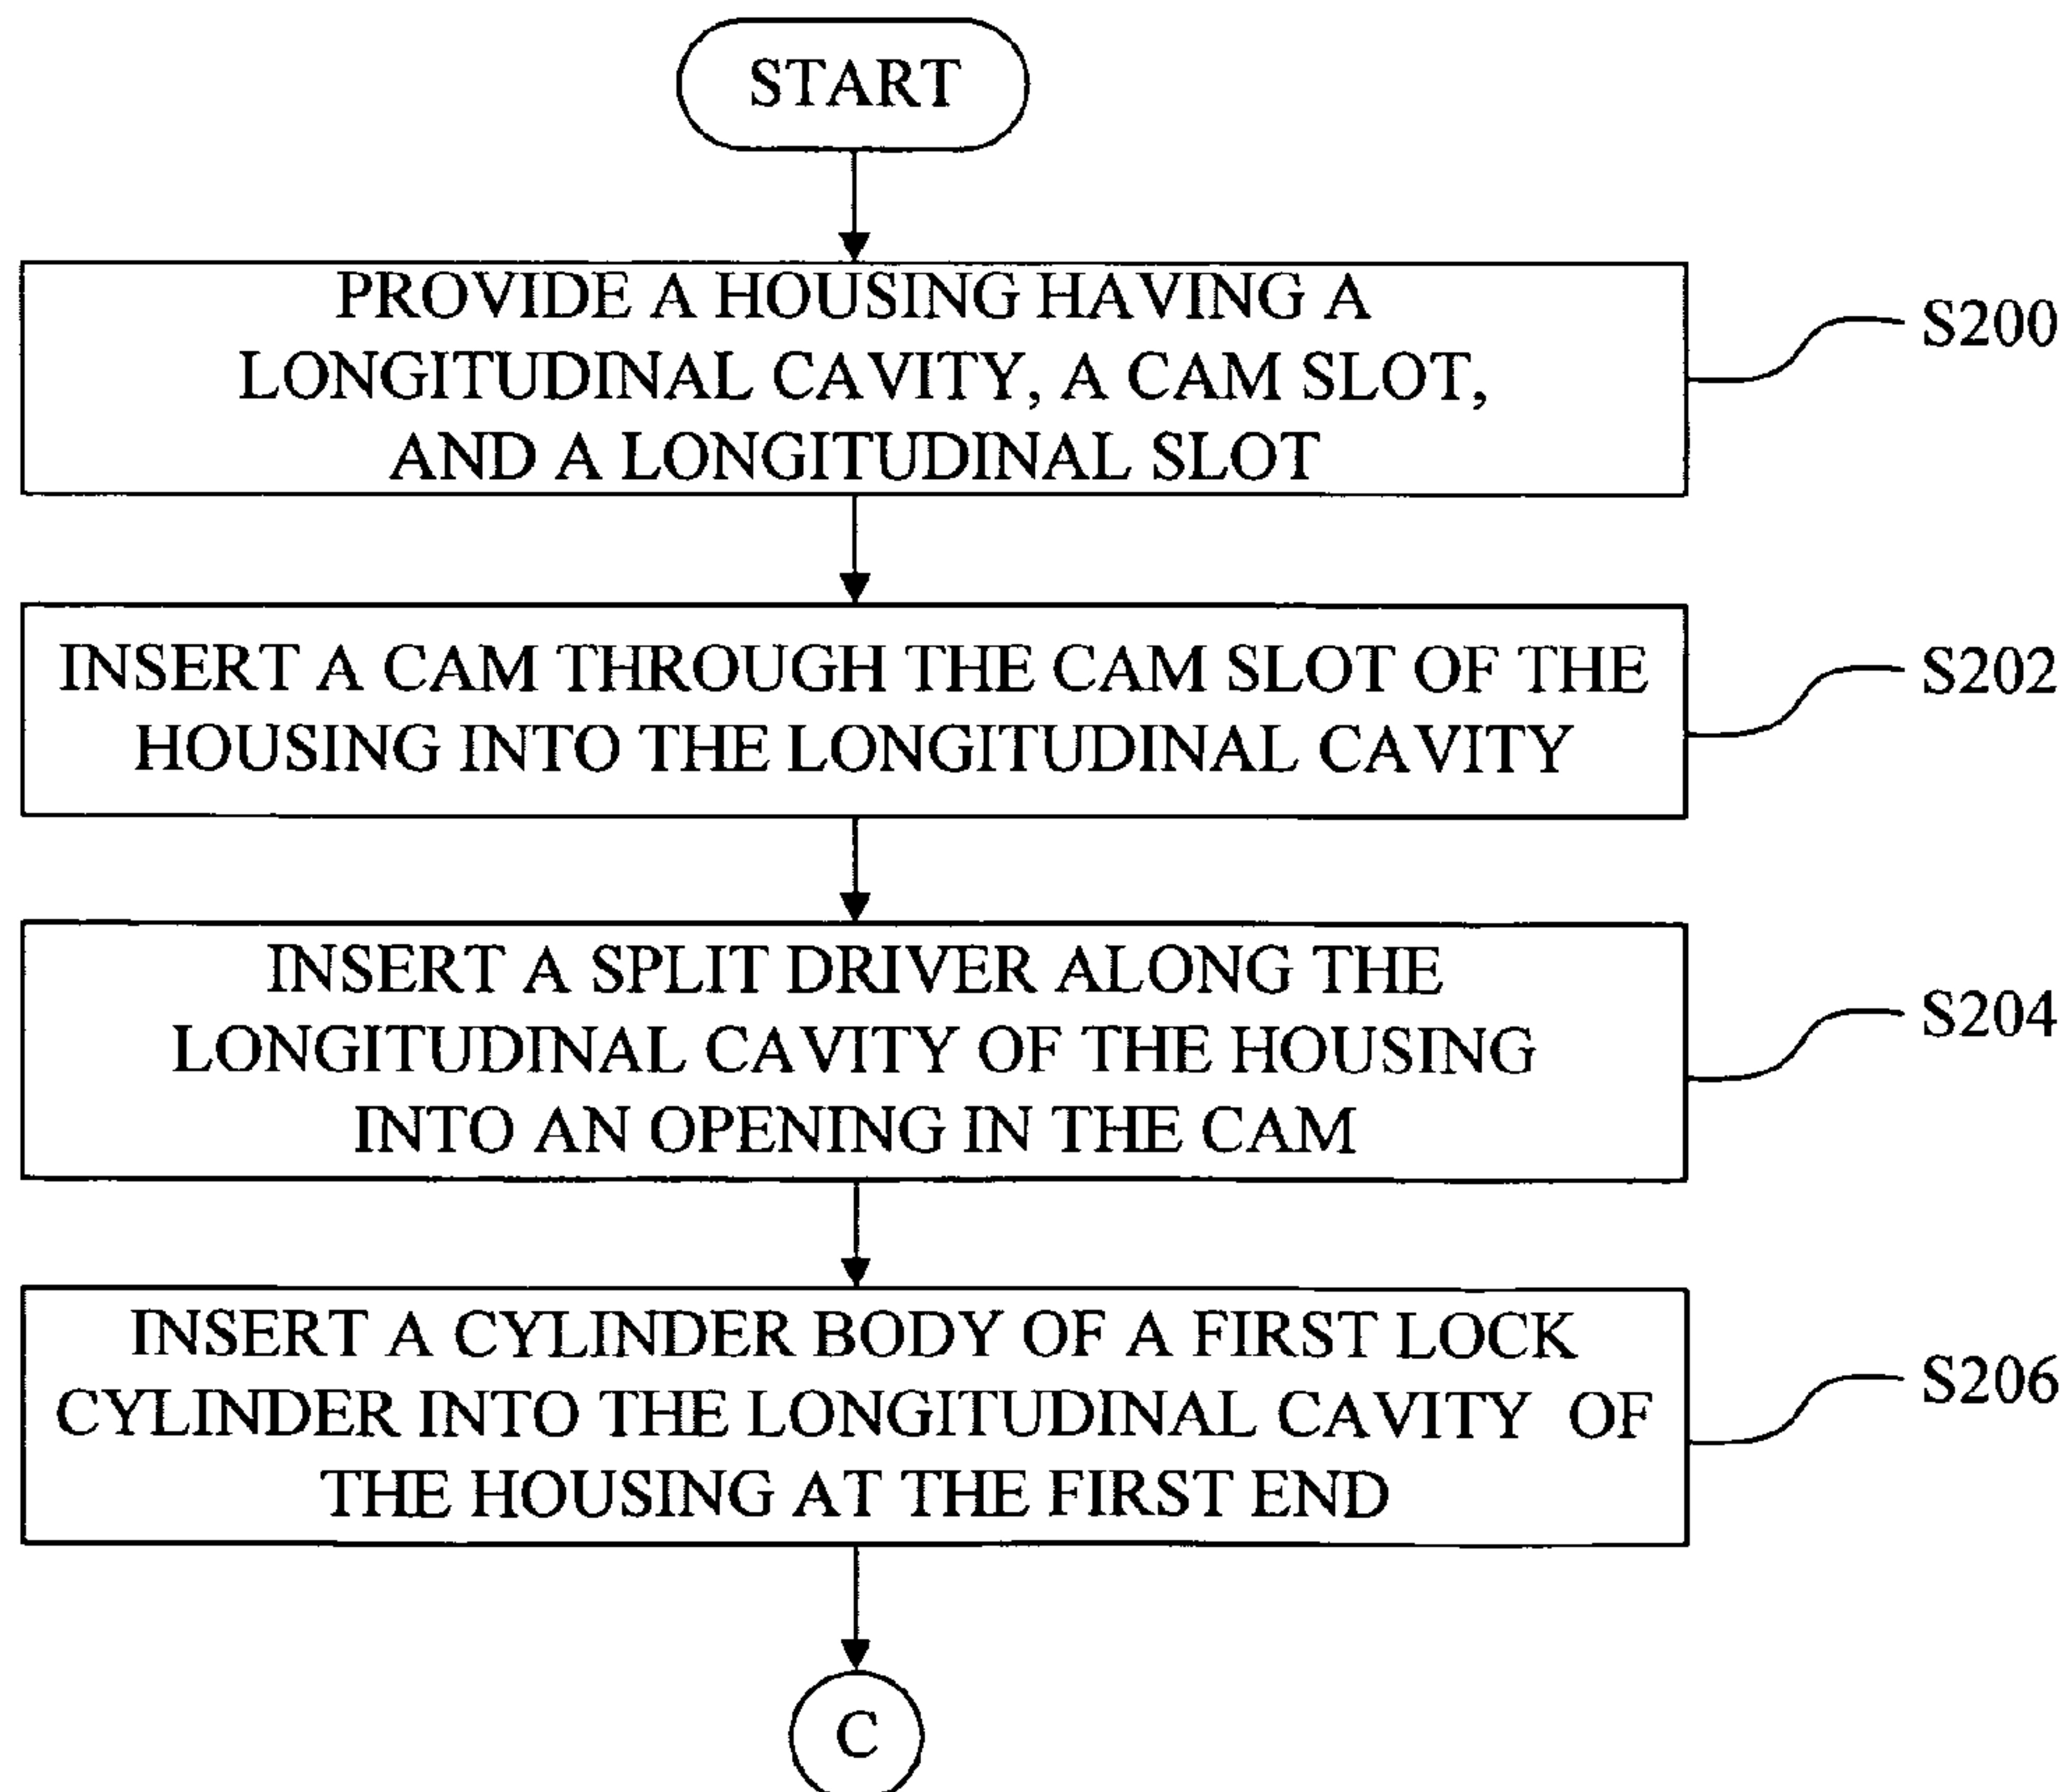 START
PROVIDE A HOUSING HAVING A
LONGITUDINAL CAVITY, A CAM SLOT,
AND A LONGITUDINAL SLOT
S200
INSERT A CAM THROUGH THE CAM SLOT OF THE
HOUSING INTO THE LONGITUDINAL CAVITY
S202
INSERT A SPLIT DRIVER ALONG THE
LONGITUDINAL CAVITY OF THE HOUSING
INTO AN OPENING IN THE CAM
S204
INSERT A CYLINDER BODY OF A FIRST LOCK
CYLINDER INTO THE LONGITUDINAL CAVITY OF
THE HOUSING AT THE FIRST END
S206
C